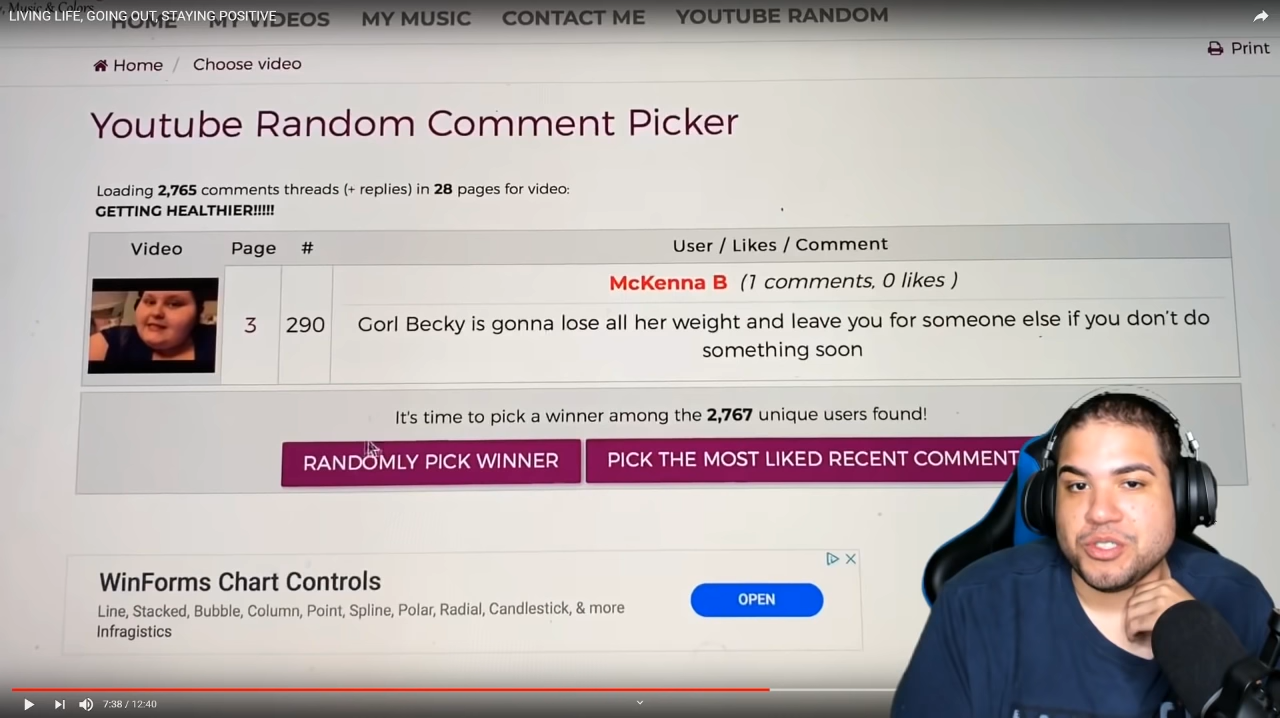 , Music & Colors
LIVING LIFE, GOING OUT, STAYING POSITIVE
HOME MY VIDEOS MY MUSIC CONTACT ME YOUTUBE RANDOM
Print
Home / Choose video
Youtube Random Comment Picker
Loading 2,765 comments threads (+ replies) in 28 pages for video:
GETTING HEALTHIER!!!!!
Video Page # User / Likes / Comment
McKenna B (1 comments, 0 likes )
3 290 Gorl Becky is gonna lose all her weight and leave you for someone else if you don't do
something soon
It's time to pick a winner among the 2,767 unique users found!
RANDOMLY PICK WINNER PICK THE MOST LIKED RECENT COMMENT
WinForms Chart Controls
Line, Stacked, Bubble, Column, Point, Spline, Polar, Radial, Candlestick, & more
Infragistics
OPEN
7:38 / 12:40